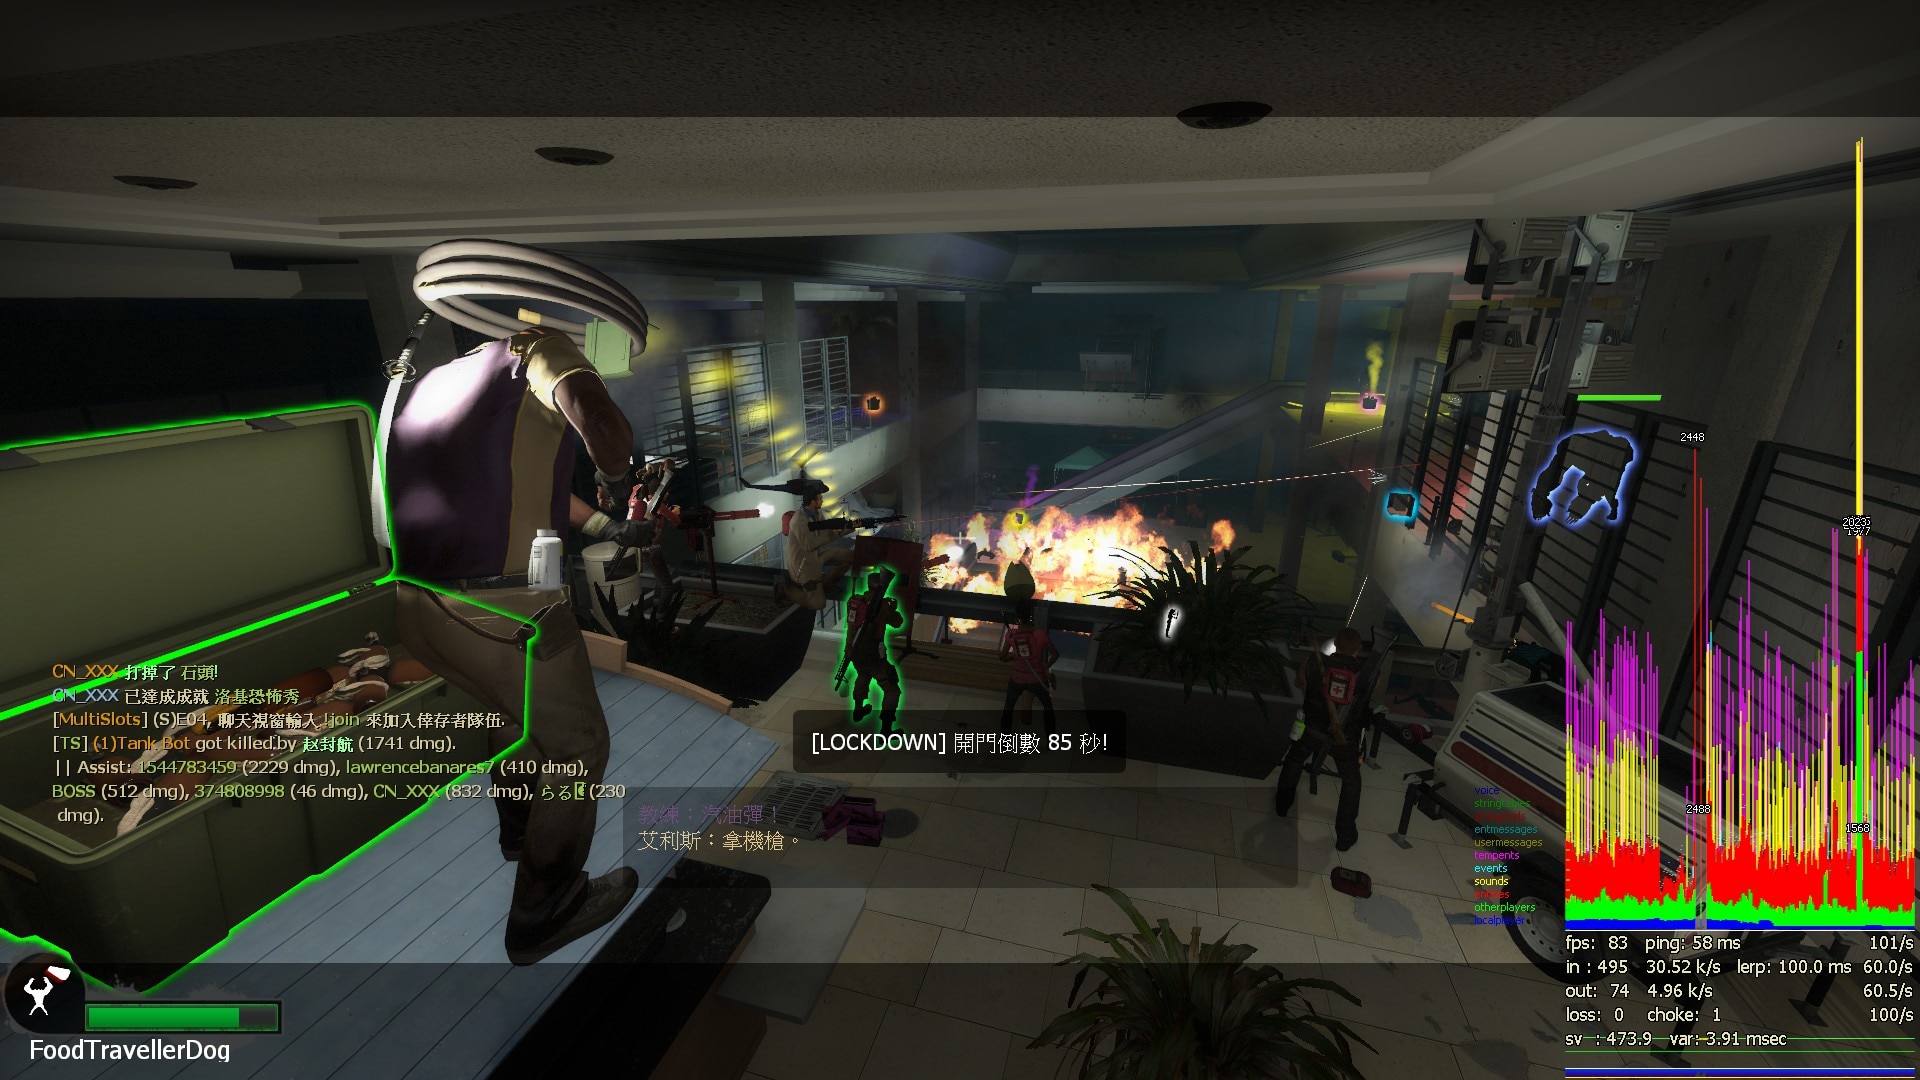 2448
2488
1568
CN_XXX 打掉了 石頭!
CN_XXX 已達成成就 洛基恐怖秀
[MultiSlots] (S)E04, 聊天視窗輸入 !join 來加入倖存者隊伍.
[TS] (1)Tank Bot got killed by 赵封航 (1741 dmg).
|| Assist: 1544783459 (2229 dmg), lawrencebanares7 (410 dmg),
BOSS (512 dmg), 374808998 (46 dmg), CN_XXX (832 dmg), らる (230
dmg).
[LOCKDOWN] 開門倒數 85 秒!
教練：汽油彈！
艾利斯：拿機槍。
voice
stringtables
entmessages
usermessages
tempents
events
sounds
otherplayers
localplayer
fps: 83 ping: 58 ms 101/s
in : 495 30.52 k/s lerp: 100.0 ms 60.0/s
out: 74 4.96 k/s 60.5/s
loss: 0 choke: 1 100/s
sv : 473.9 var: 3.91 msec
FoodTravellerDog